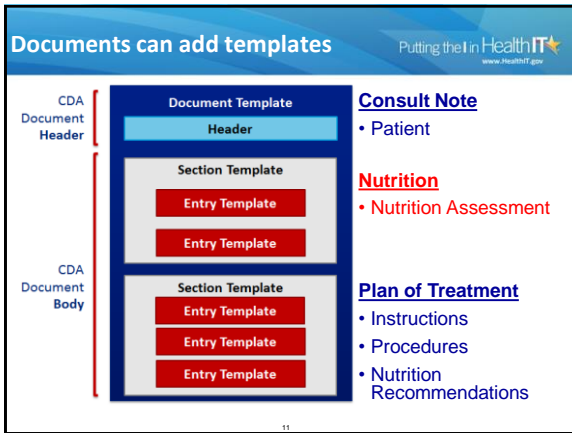 Documents can add templates
Putting the I in HealthIT
www.HealthIT.gov
CDA
Document
Header
Document Template
Header
Consult Note
• Patient
CDA
Document
Body
Section Template
Entry Template
Entry Template
Nutrition
• Nutrition Assessment
Section Template
Entry Template
Entry Template
Entry Template
Plan of Treatment
• Instructions
• Procedures
• Nutrition
Recommendations
11